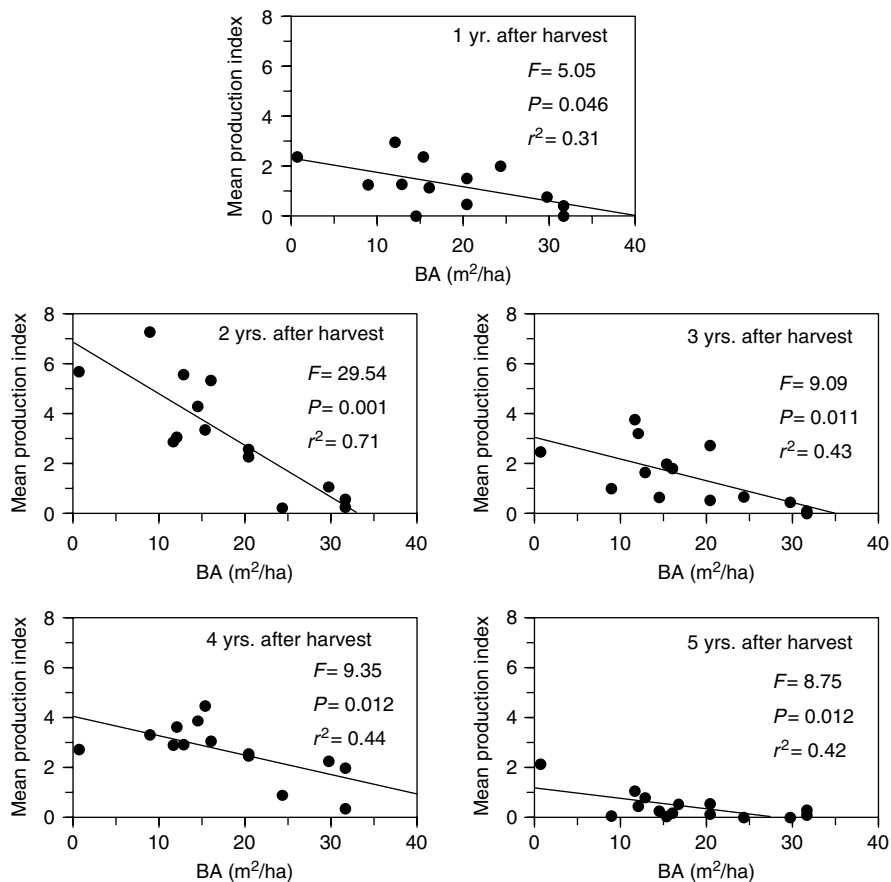 8
6
4
2
0
Mean production index
1 yr. after harvest
F= 5.05
P= 0.046
r²= 0.31
0 10 20 30 40
BA (m²/ha)
8
6
4
2
0
Mean production index
2 yrs. after harvest
F= 29.54
P= 0.001
r²= 0.71
0 10 20 30 40
BA (m²/ha)
8
6
4
2
0
Mean production index
3 yrs. after harvest
F= 9.09
P= 0.011
r²= 0.43
0 10 20 30 40
BA (m²/ha)
8
6
4
2
0
Mean production index
4 yrs. after harvest
F= 9.35
P= 0.012
r²= 0.44
0 10 20 30 40
BA (m²/ha)
8
6
4
2
0
Mean production index
5 yrs. after harvest
F= 8.75
P= 0.012
r²= 0.42
0 10 20 30 40
BA (m²/ha)